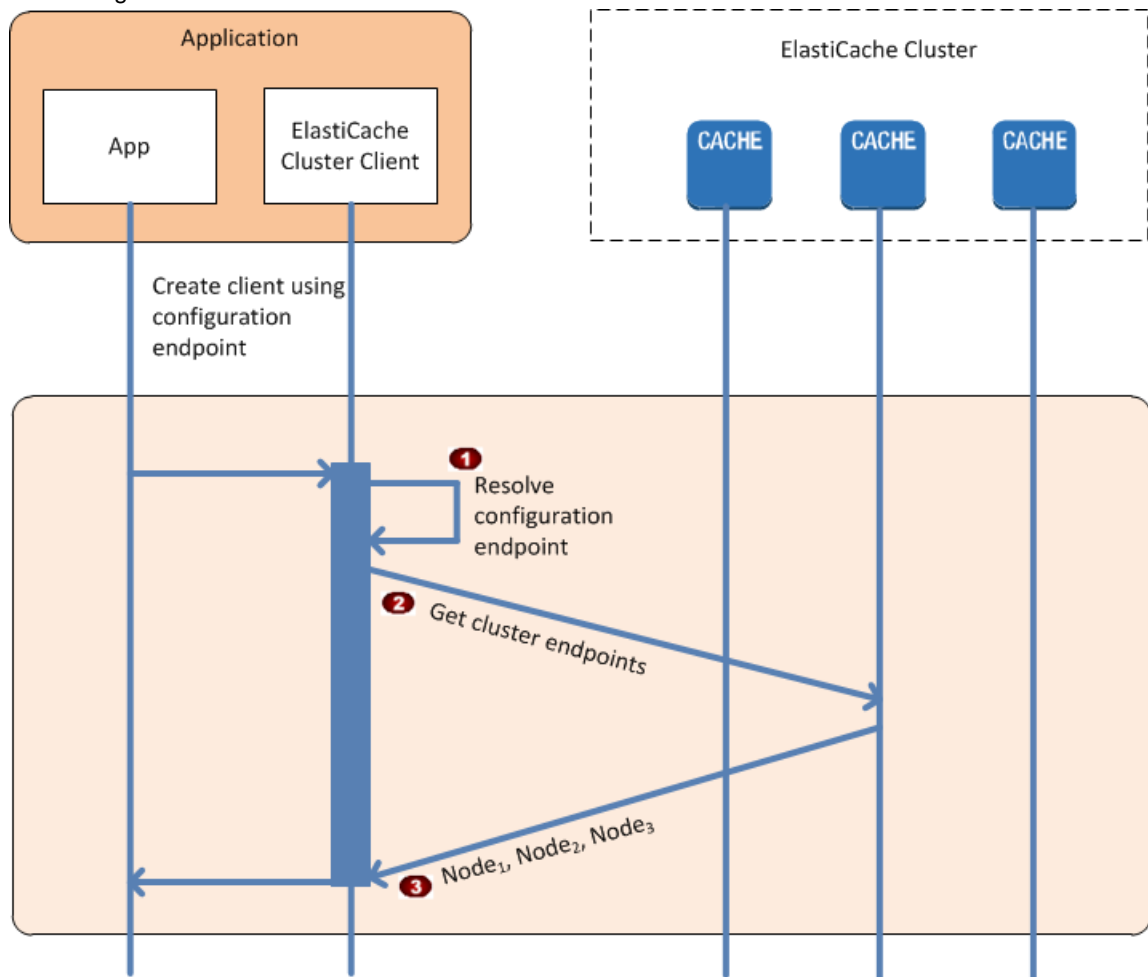 Application
ElastiCache Cluster
App
ElastiCache
Cluster Client
CACHE
CACHE
CACHE
Create client using
configuration
endpoint
1
Resolve
configuration
endpoint
2
Get cluster endpoints
Node₁, Node₂, Node₃
3